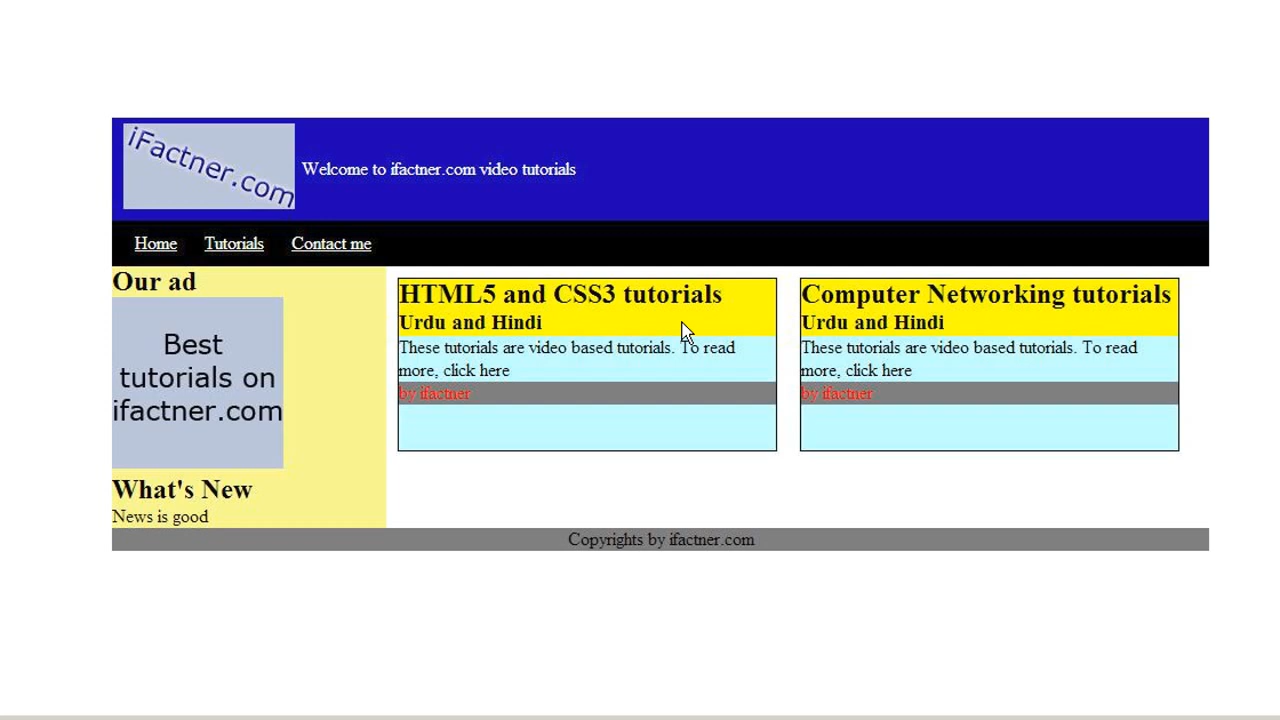 iFactner.com
Welcome to ifactner.com video tutorials
Home Tutorials Contact me
Our ad
Best
tutorials on
ifactner.com
What's New
News is good
HTML5 and CSS3 tutorials
Urdu and Hindi
These tutorials are video based tutorials. To read
more, click here
by ifactner
Computer Networking tutorials
Urdu and Hindi
These tutorials are video based tutorials. To read
more, click here
by ifactner
Copyrights by ifactner.com